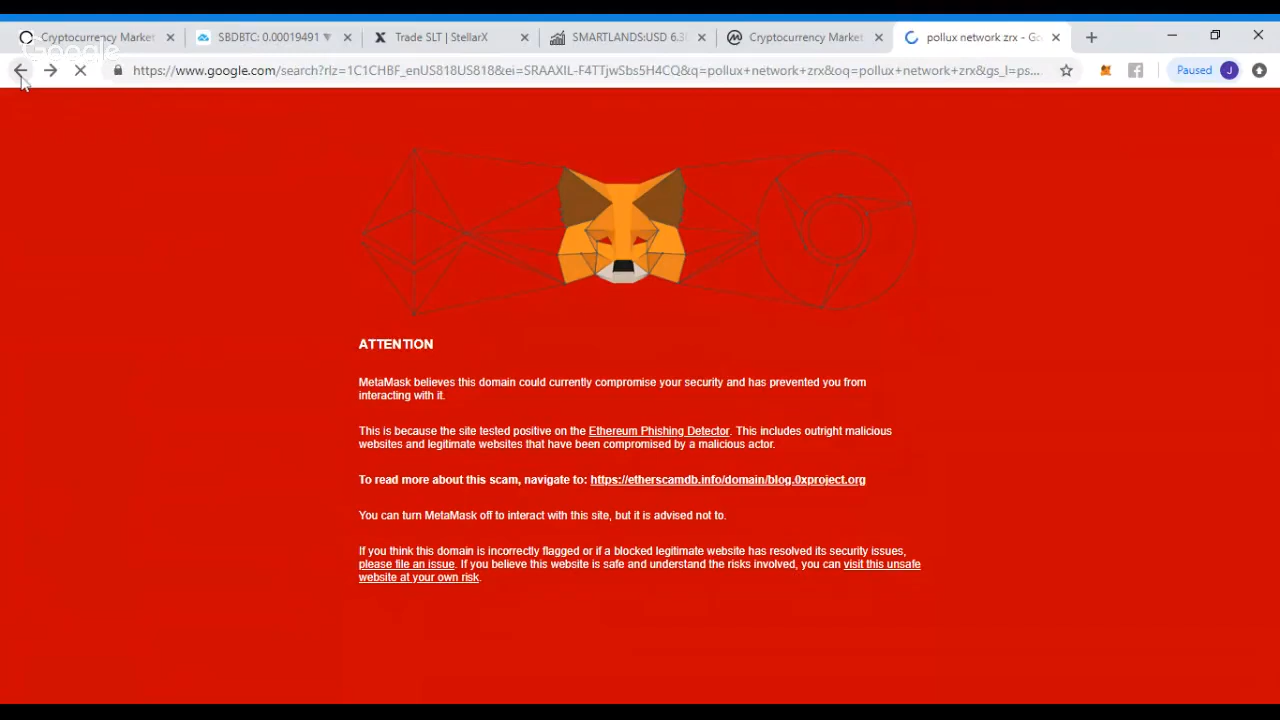 Cryptocurrency Market
SBDBTC: 0.00019491 ▼
Trade SLT | StellarX
SMARTLANDS:USD 6.30
Cryptocurrency Market
pollux network zrx - Go
Google
https://www.google.com/search?rlz=1C1CHBF_enUS818US818&ei=SRAAXIL-F4TTjwSbs5H4CQ&q=pollux+network+zrx&oq=pollux+network+zrx&gs_l=ps...
Paused
J
ATTENTION
MetaMask believes this domain could currently compromise your security and has prevented you from
interacting with it.
This is because the site tested positive on the Ethereum Phishing Detector. This includes outright malicious
websites and legitimate websites that have been compromised by a malicious actor.
To read more about this scam, navigate to: https://etherscamdb.info/domain/blog.0xproject.org
You can turn MetaMask off to interact with this site, but it is advised not to.
If you think this domain is incorrectly flagged or if a blocked legitimate website has resolved its security issues,
please file an issue. If you believe this website is safe and understand the risks involved, you can visit this unsafe
website at your own risk.